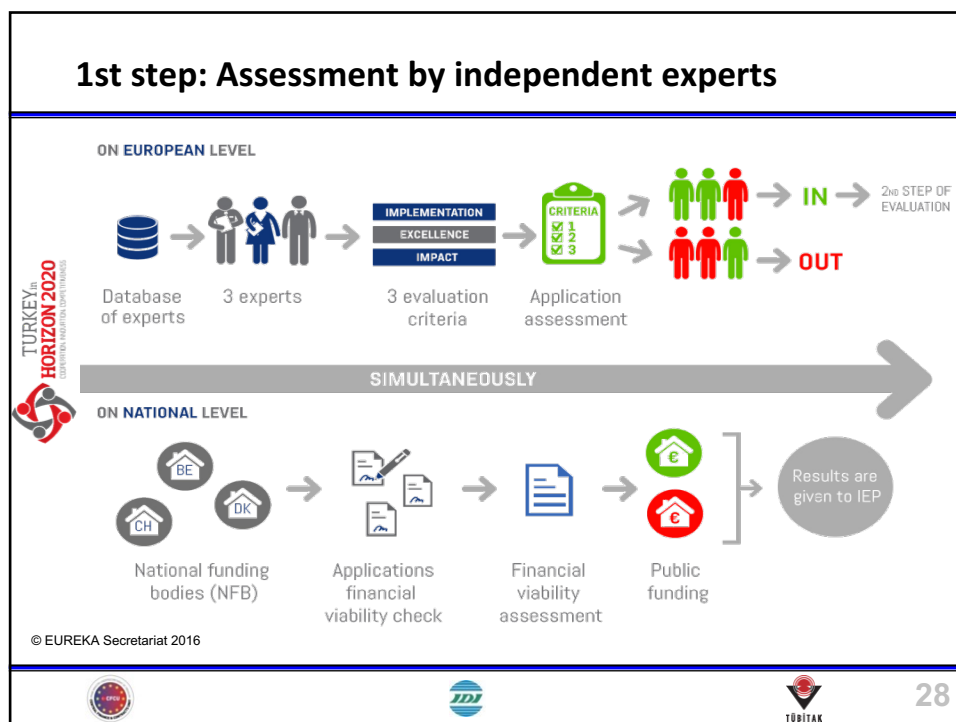 1st step: Assessment by independent experts
ON EUROPEAN LEVEL
IMPLEMENTATION
EXCELLENCE
IMPACT
CRITERIA
1
2
3
IN
2ND STEP OF
EVALUATION
OUT
Database
of experts
3 experts
3 evaluation
criteria
Application
assessment
TURKEY in
HORIZON 2020
COOPERATION. INNOVATION. COMPETITIVENESS
SIMULTANEOUSLY
ON NATIONAL LEVEL
BE
DK
CH
€
€
Results are
given to IEP
National funding
bodies (NFB)
Applications
financial
viability check
Financial
viability
assessment
Public
funding
© EUREKA Secretariat 2016
TÜBİTAK
28